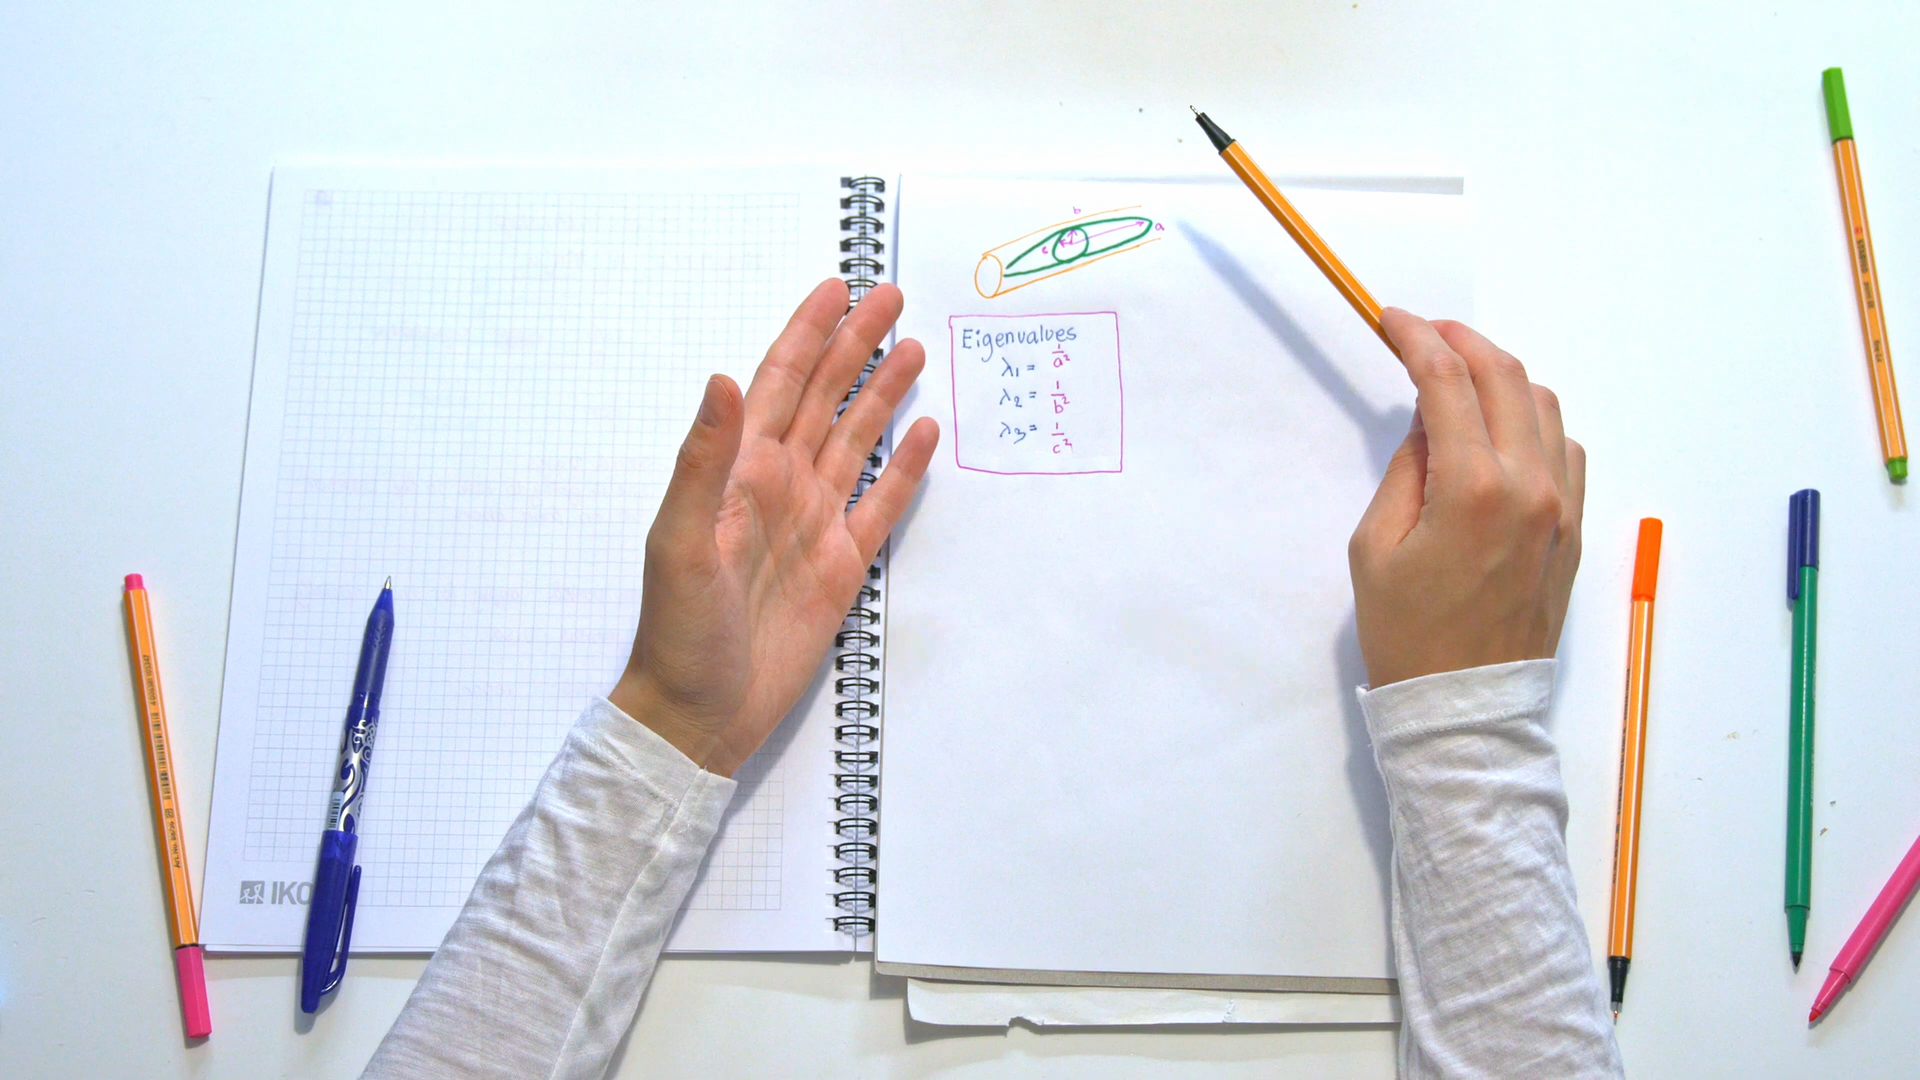 b
a
c
Eigenvalues
λ1 = 1/a²
λ2 = 1/b²
λ3 = 1/c²
IKO